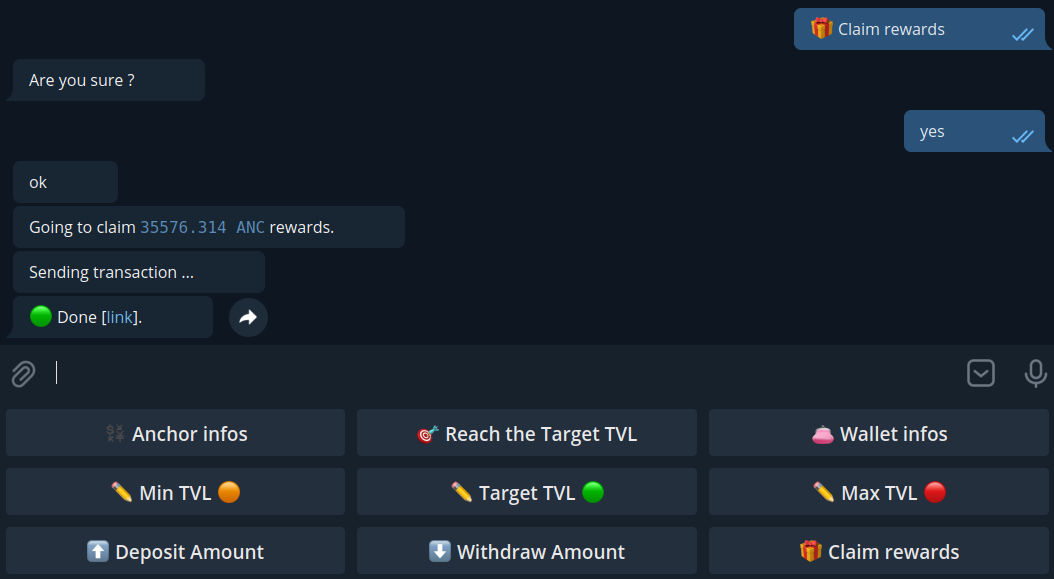 🎁 Claim rewards
Are you sure ?
yes
ok
Going to claim 35576.314 ANC rewards.
Sending transaction ...
🟢 Done [link].
💱 Anchor infos
🎯 Reach the Target TVL
👛 Wallet infos
✏️ Min TVL 🟠
✏️ Target TVL 🟢
✏️ Max TVL 🔴
⬆️ Deposit Amount
⬇️ Withdraw Amount
🎁 Claim rewards